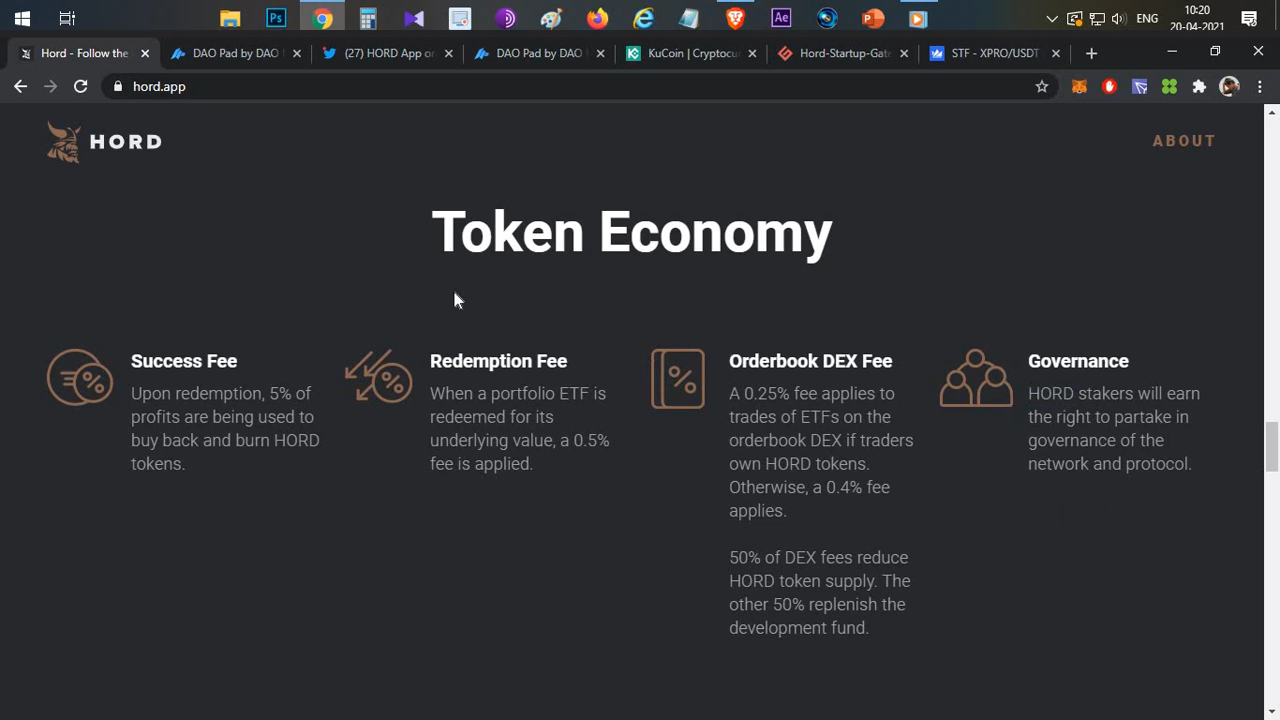 Ps
Ae
ENG
10:20
20-04-2021
Hord - Follow the
DAO Pad by DAO
(27) HORD App o
DAO Pad by DAO
KuCoin | Cryptocu
Hord-Startup-Gat
STF - XPRO/USDT
hord.app
HORD
ABOUT
Token Economy
Success Fee
Upon redemption, 5% of
profits are being used to
buy back and burn HORD
tokens.
Redemption Fee
When a portfolio ETF is
redeemed for its
underlying value, a 0.5%
fee is applied.
Orderbook DEX Fee
A 0.25% fee applies to
trades of ETFs on the
orderbook DEX if traders
own HORD tokens.
Otherwise, a 0.4% fee
applies.
50% of DEX fees reduce
HORD token supply. The
other 50% replenish the
development fund.
Governance
HORD stakers will earn
the right to partake in
governance of the
network and protocol.